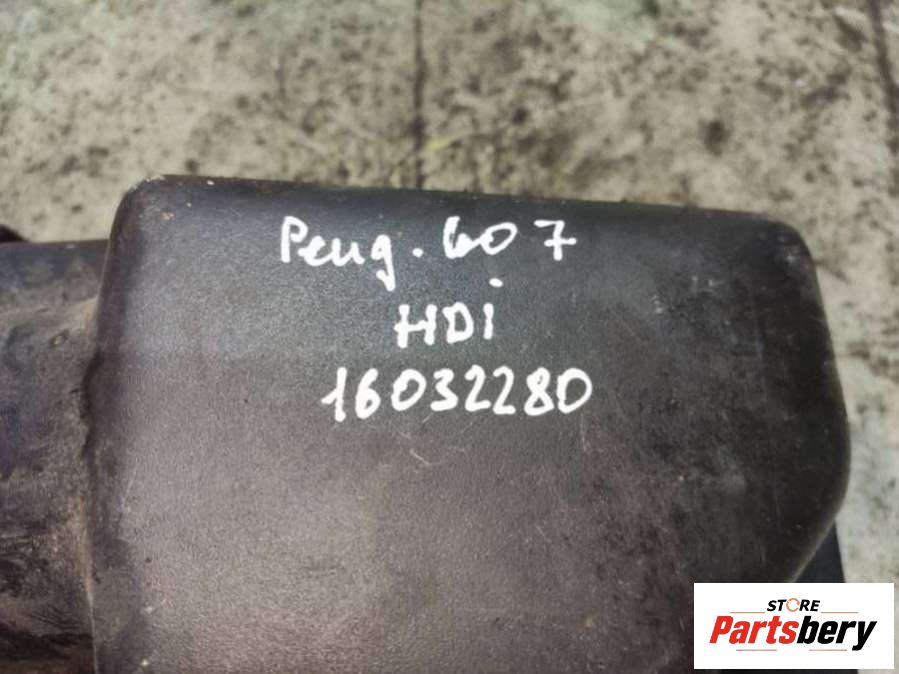 Peug. 607
HDi
16032280
STORE
Partsbery